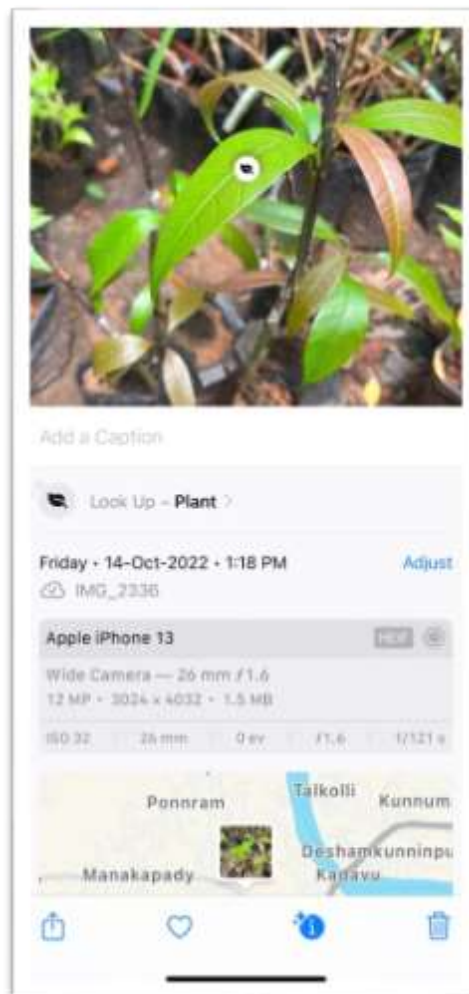 Add a Caption
Look Up – Plant
Friday • 14-Oct-2022 • 1:18 PM
Adjust
IMG_2336
Apple iPhone 13
HEIF
Wide Camera — 26 mm ƒ1.6
12 MP • 3024 x 4032 • 1.5 MB
ISO 32
26 mm
0 ev
ƒ1.6
1/121 s
Talkolli
Ponnram
Kunnum
Deshamkunninpu
Manakapady
Kadavu